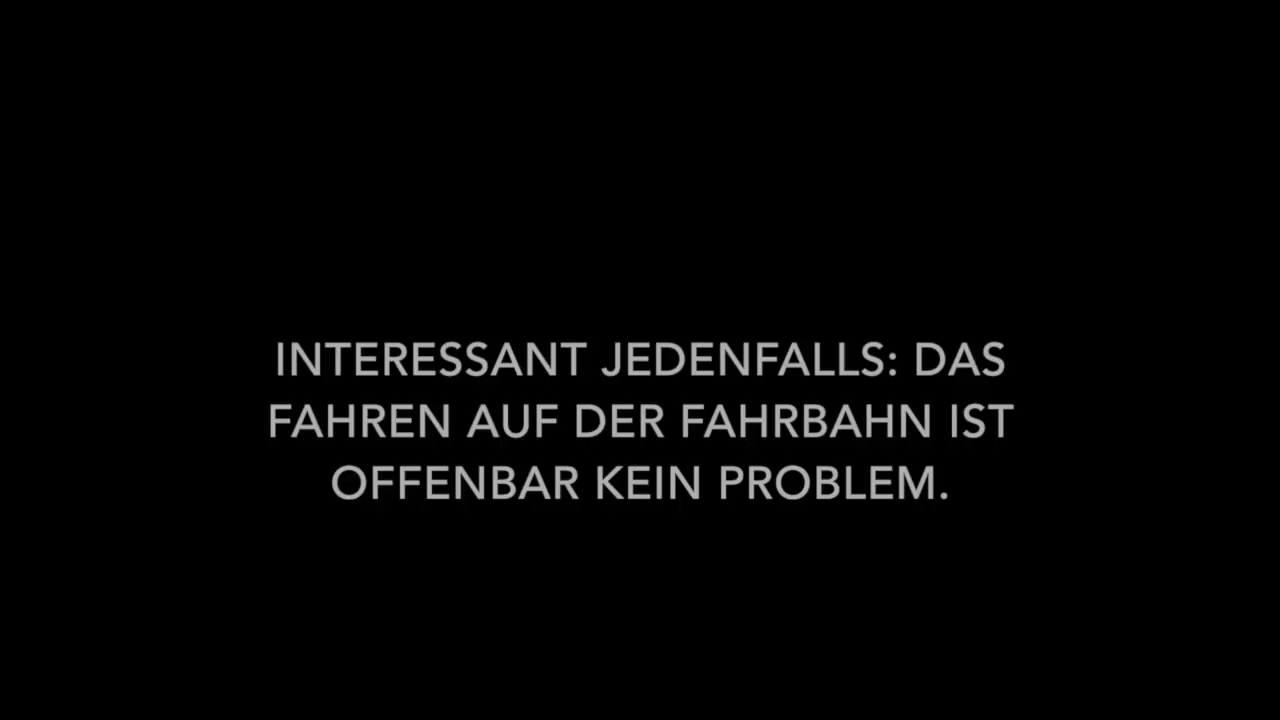 INTERESSANT JEDENFALLS: DAS
FAHREN AUF DER FAHRBAHN IST
OFFENBAR KEIN PROBLEM.